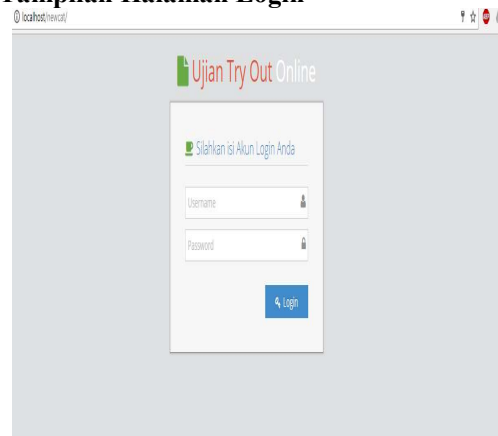 Tampilan Halaman Login
localhost/newcat/
Ujian Try Out Online
Silahkan isi Akun Login Anda
Username
Password
Login